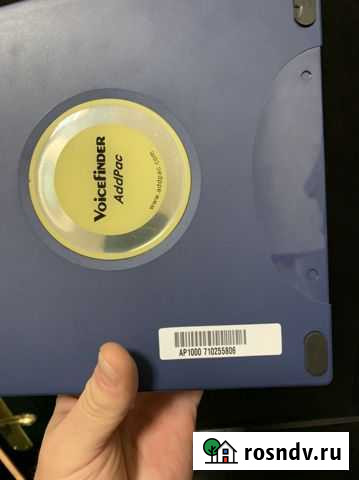 VoiceFinder
AddPac
www.addpac.com
AP1000 710255806
rosndv.ru